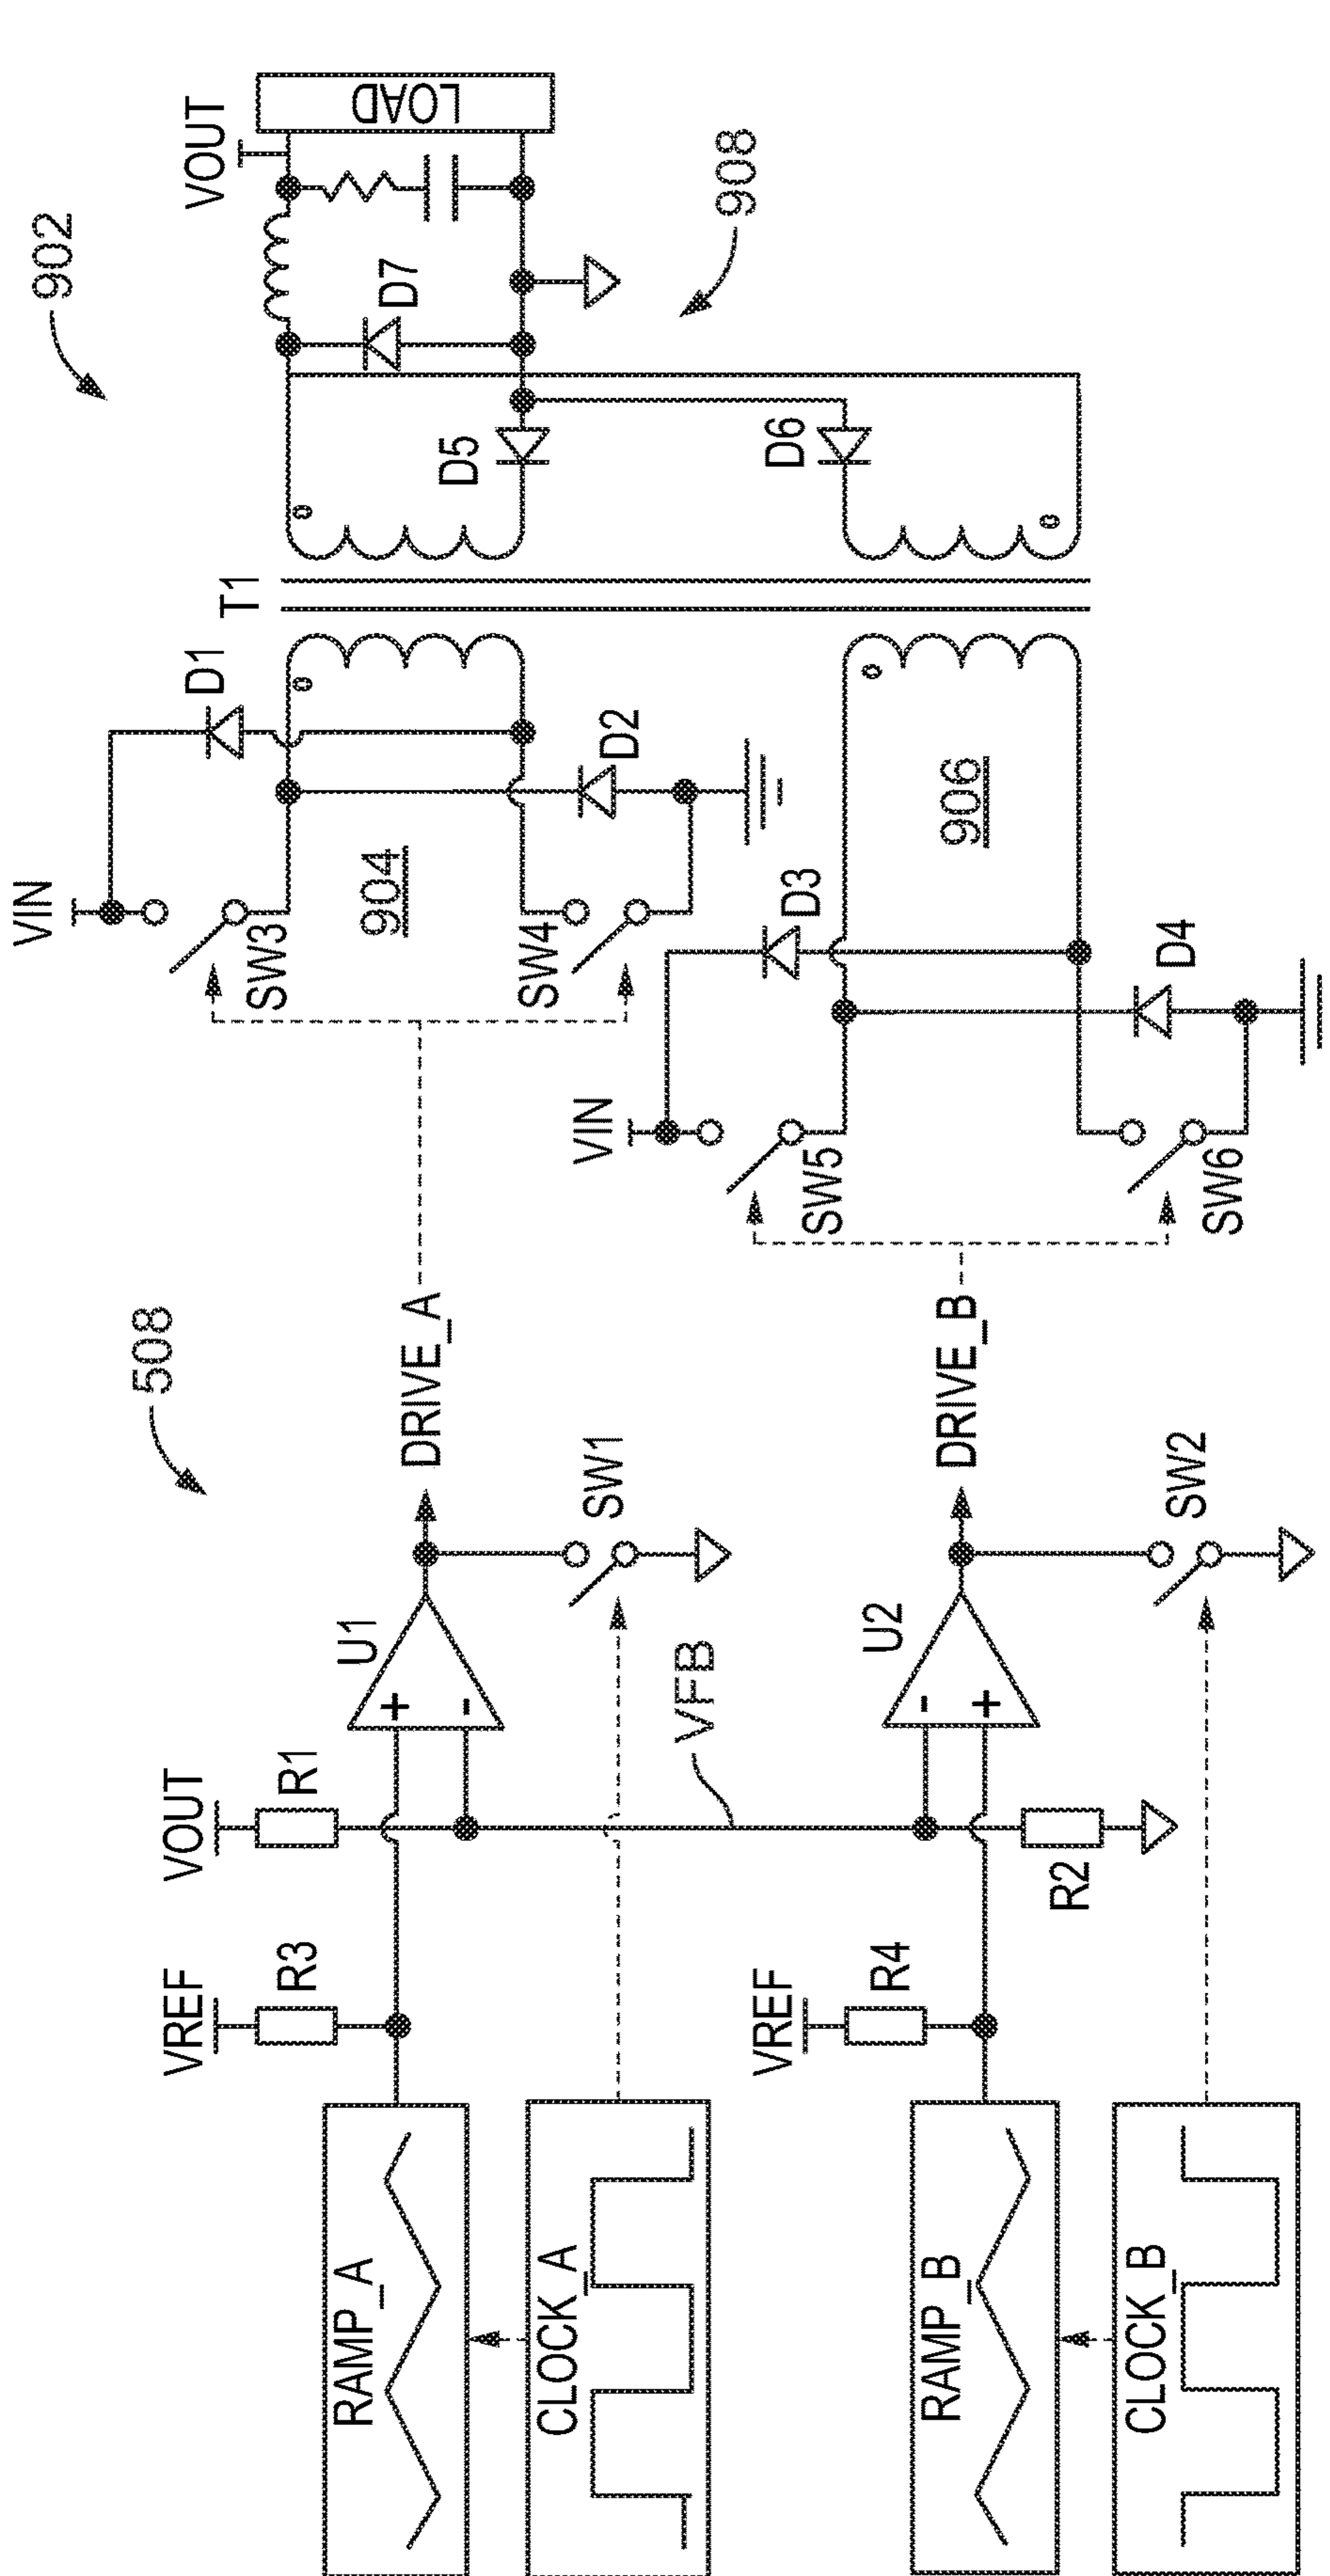 902
508
VIN
VOUT
LOAD
D7
908
T1
D1
D5
D6
D2
SW3
904
SW4
VIN
D3
906
D4
SW5
SW6
VREF
R3
VOUT
R1
U1
+
-
DRIVE_A
SW1
RAMP_A
CLOCK_A
VFB
VREF
R4
R2
U2
-
+
DRIVE_B
SW2
RAMP_B
CLOCK_B